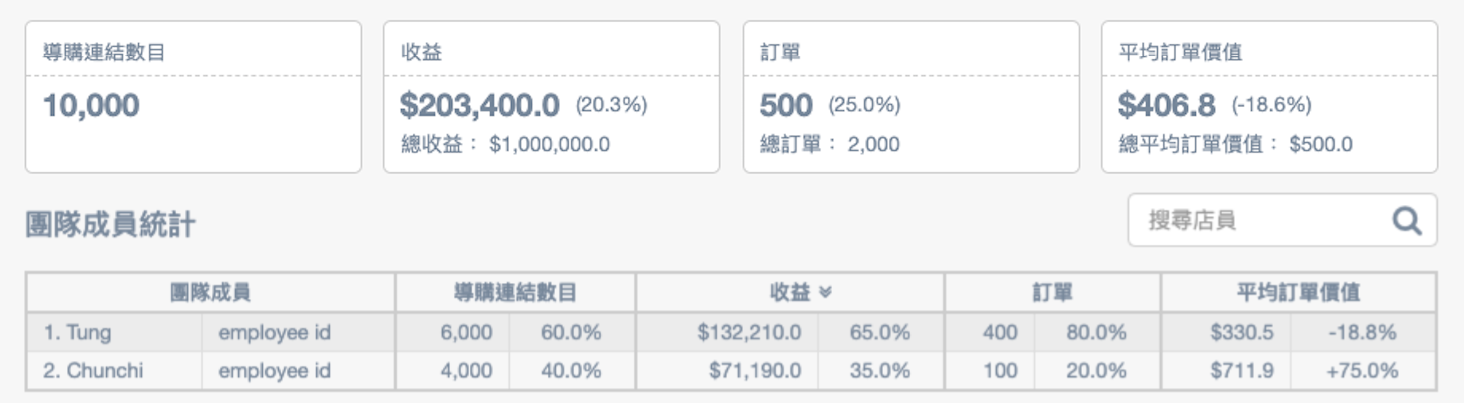 導購連結數目
10,000
收益
$203,400.0 (20.3%)
總收益： $1,000,000.0
訂單
500 (25.0%)
總訂單： 2,000
平均訂單價值
$406.8 (-18.6%)
總平均訂單價值： $500.0
團隊成員統計
搜尋店員
團隊成員 導購連結數目 收益 訂單 平均訂單價值
1. Tung employee id 6,000 60.0% $132,210.0 65.0% 400 80.0% $330.5 -18.8%
2. Chunchi employee id 4,000 40.0% $71,190.0 35.0% 100 20.0% $711.9 +75.0%